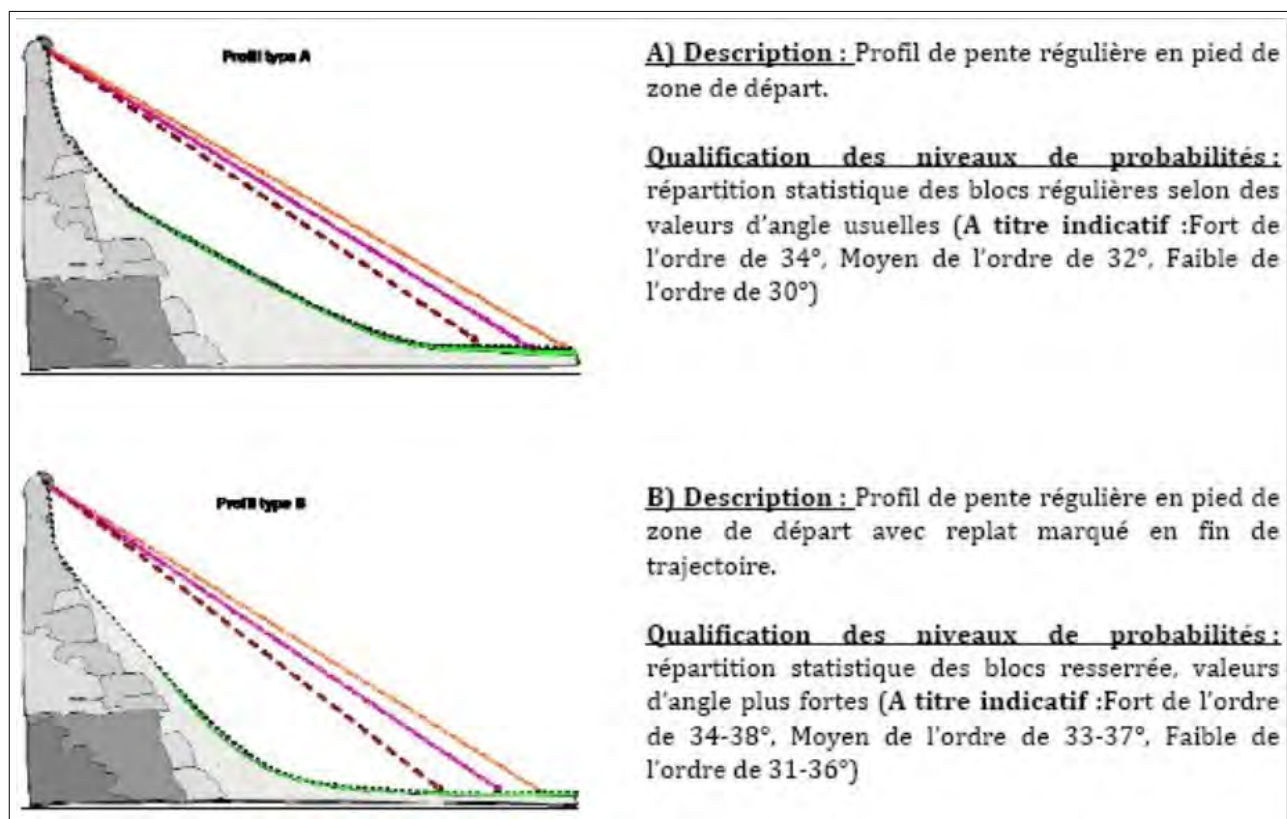 Profil type A
A) Description : Profil de pente régulière en pied de
zone de départ.
Qualification des niveaux de probabilités :
répartition statistique des blocs régulières selon des
valeurs d'angle usuelles (A titre indicatif :Fort de
l'ordre de 34°, Moyen de l'ordre de 32°, Faible de
l'ordre de 30°)
Profil type B
B) Description : Profil de pente régulière en pied de
zone de départ avec replat marqué en fin de
trajectoire.
Qualification des niveaux de probabilités :
répartition statistique des blocs resserrée, valeurs
d'angle plus fortes (A titre indicatif :Fort de l'ordre
de 34-38°, Moyen de l'ordre de 33-37°, Faible de
l'ordre de 31-36°)